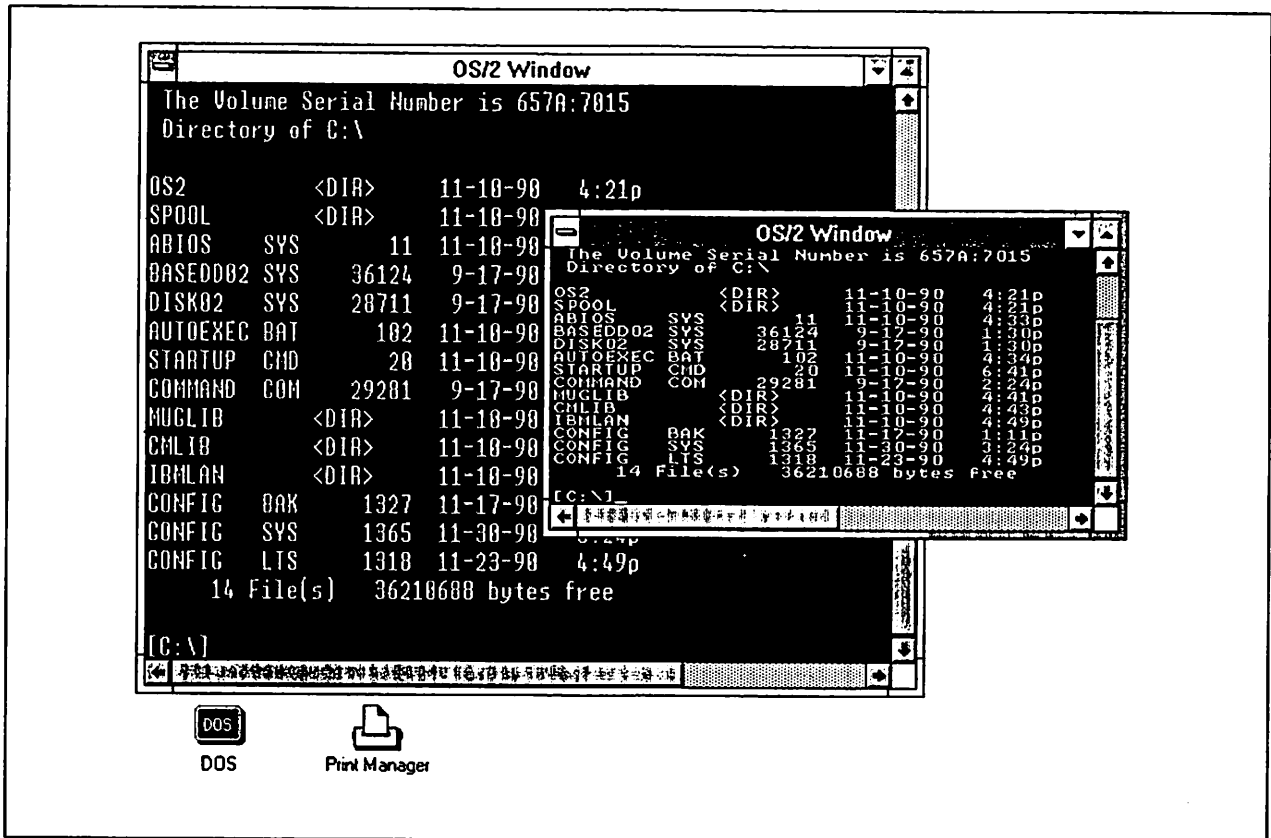 OS/2 Window
The Volume Serial Number is 657A:7015
Directory of C:\
OS2 <DIR> 11-10-90 4:21p
SPOOL <DIR> 11-10-90
ABIOS SYS 11 11-10-90
BASEDD02 SYS 36124 9-17-90
DISK02 SYS 28711 9-17-90
AUTOEXEC BAT 102 11-10-90
STARTUP CMD 20 11-10-90
COMMAND COM 29281 9-17-90
MUGLIB <DIR> 11-10-90
CMLIB <DIR> 11-10-90
IBMLAN <DIR> 11-10-90
CONFIG BAK 1327 11-17-90
CONFIG SYS 1365 11-30-90
CONFIG LTS 1318 11-23-90 4:49p
14 File(s) 36210688 bytes free
[C:\]
OS/2 Window
The Volume Serial Number is 657A:7015
Directory of C:\
OS2 <DIR> 11-10-90 4:21p
SPOOL <DIR> 11-10-90 4:21p
ABIOS SYS 11 11-10-90 4:33p
BASEDD02 SYS 36124 9-17-90 1:30p
DISK02 SYS 28711 9-17-90 1:30p
AUTOEXEC BAT 102 11-10-90 4:34p
STARTUP CMD 20 11-10-90 6:41p
COMMAND COM 29281 9-17-90 2:24p
MUGLIB <DIR> 11-10-90 4:41p
CMLIB <DIR> 11-10-90 4:43p
IBMLAN <DIR> 11-10-90 4:49p
CONFIG BAK 1327 11-17-90 1:11p
CONFIG SYS 1365 11-30-90 3:24p
CONFIG LTS 1318 11-23-90 4:49p
14 File(s) 36210688 bytes free
[C:\]_
DOS
DOS
Print Manager